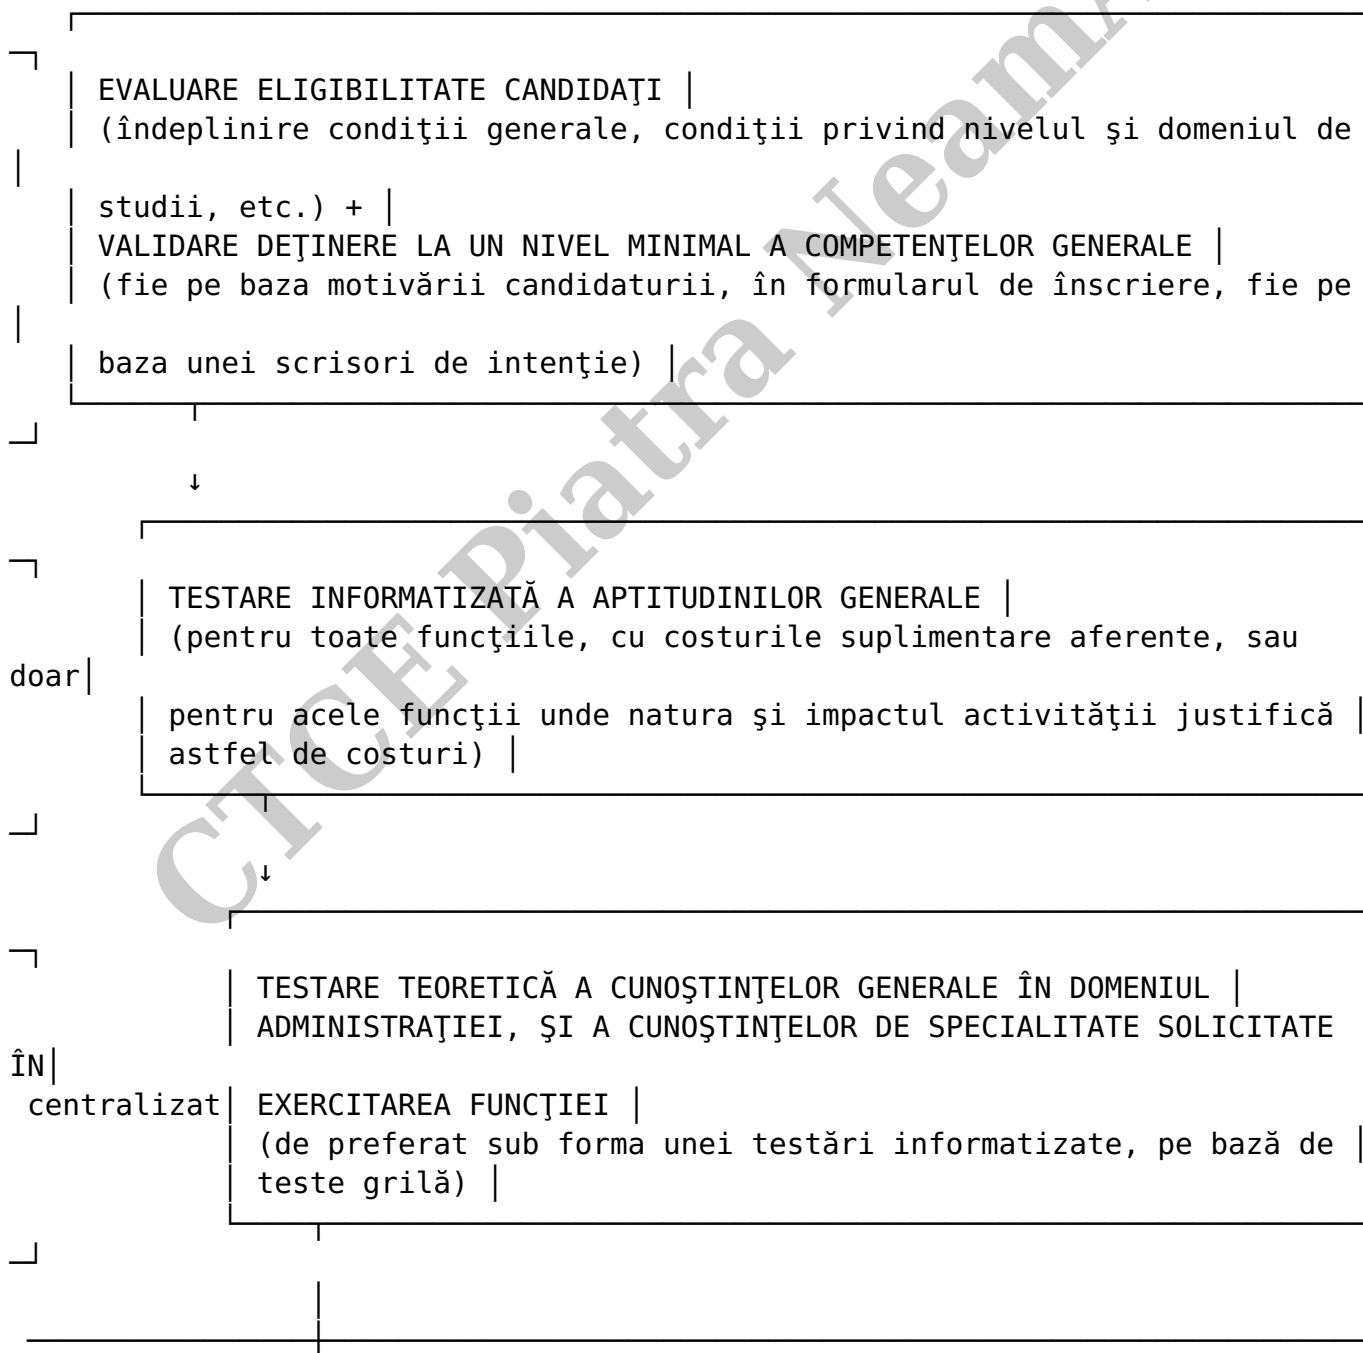 EVALUARE ELIGIBILITATE CANDIDAŢI
(îndeplinire condiţii generale, condiţii privind nivelul şi domeniul de
studii, etc.) +
VALIDARE DEŢINERE LA UN NIVEL MINIMAL A COMPETENŢELOR GENERALE
(fie pe baza motivării candidaturii, în formularul de înscriere, fie pe
baza unei scrisori de intenţie)
↓
TESTARE INFORMATIZATĂ A APTITUDINILOR GENERALE
(pentru toate funcţiile, cu costurile suplimentare aferente, sau
doar
pentru acele funcţii unde natura şi impactul activităţii justifică
astfel de costuri)
↓
TESTARE TEORETICĂ A CUNOŞTINŢELOR GENERALE ÎN DOMENIUL
ADMINISTRAŢIEI, ŞI A CUNOŞTINŢELOR DE SPECIALITATE SOLICITATE
ÎN
centralizat EXERCITAREA FUNCŢIEI
(de preferat sub forma unei testări informatizate, pe bază de
teste grilă)
CTCE Piatra Neam